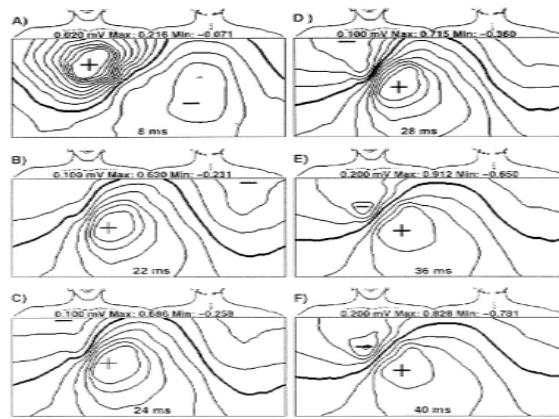 A)
0.020 mV Max: 0.216 Min: -0.071
+
-
8 ms
B)
0.100 mV Max: 0.630 Min: -0.231
-
+
22 ms
C)
0.100 mV Max: 0.686 Min: -0.258
-
+
24 ms
D)
0.100 mV Max: 0.715 Min: -0.360
-
+
28 ms
E)
0.200 mV Max: 0.912 Min: -0.650
-
+
36 ms
F)
0.200 mV Max: 0.828 Min: -0.791
-
+
40 ms